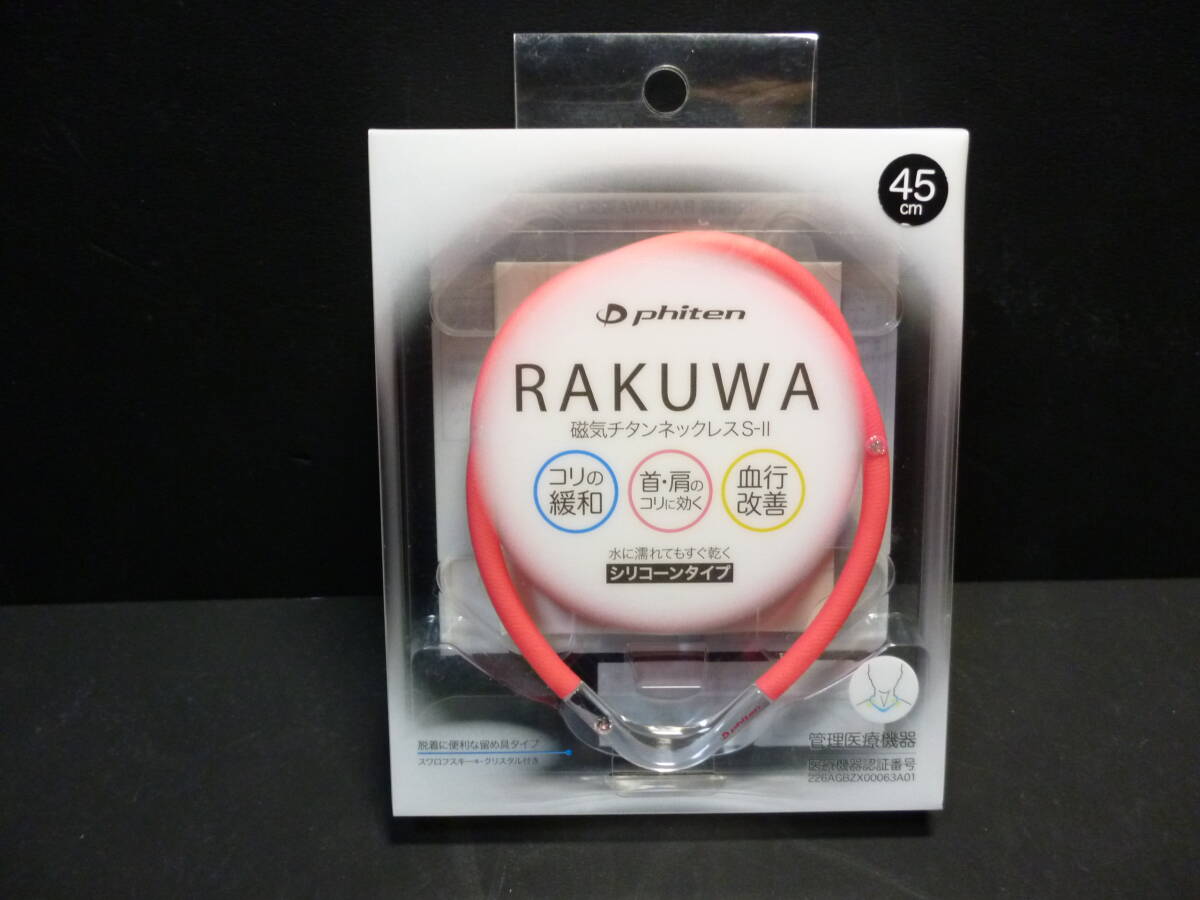 45
cm
phiten
RAKUWA
磁気チタンネックレスS-II
コリの
緩和
首・肩の
コリに効く
血行
改善
水に濡れてもすぐ乾く
シリコーンタイプ
phiten
脱着に便利な留め具タイプ
スワロフスキー・クリスタル付き
管理医療機器
医療機器認証番号
226AGBZX00063A01